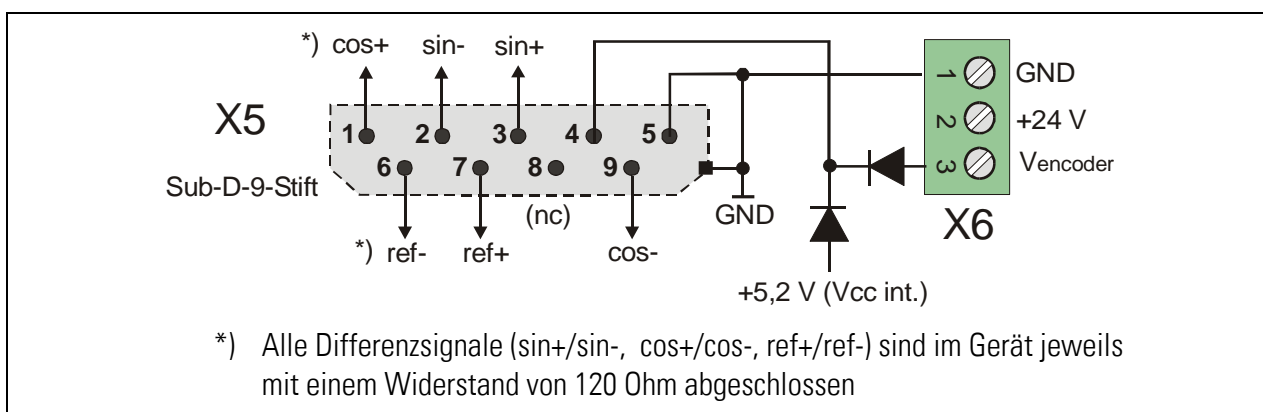 *) cos+ sin- sin+
X5
1 2 3 4 5
6 7 8 9
Sub-D-9-Stift
(nc)
GND
*) ref- ref+ cos-
1 GND
2 +24 V
3 Vencoder
X6
+5,2 V (Vcc int.)
*) Alle Differenzsignale (sin+/sin-, cos+/cos-, ref+/ref-) sind im Gerät jeweils
mit einem Widerstand von 120 Ohm abgeschlossen